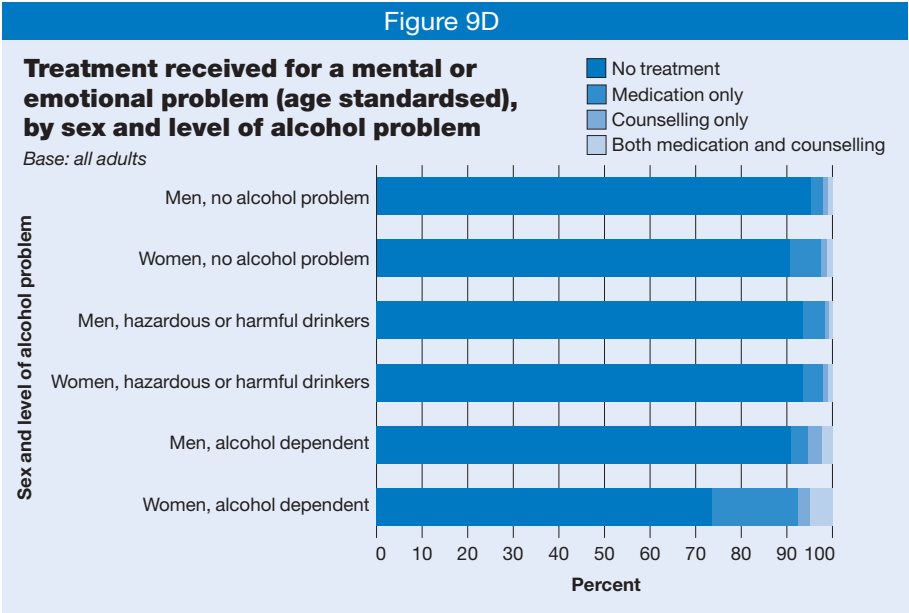 Figure 9D
Treatment received for a mental or
emotional problem (age standardsed),
by sex and level of alcohol problem
Base: all adults
No treatment
Medication only
Counselling only
Both medication and counselling
Sex and level of alcohol problem
Men, no alcohol problem
Women, no alcohol problem
Men, hazardous or harmful drinkers
Women, hazardous or harmful drinkers
Men, alcohol dependent
Women, alcohol dependent
0 10 20 30 40 50 60 70 80 90 100
Percent